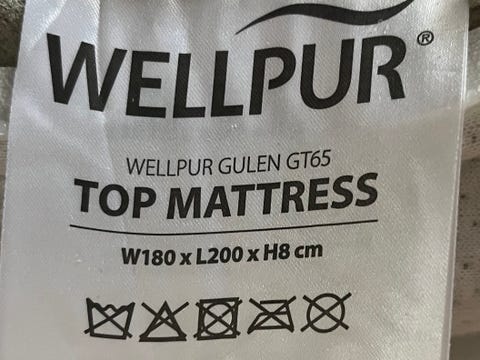 WELLPUR®
WELLPUR GULEN GT65
TOP MATTRESS
W180 x L200 x H8 cm